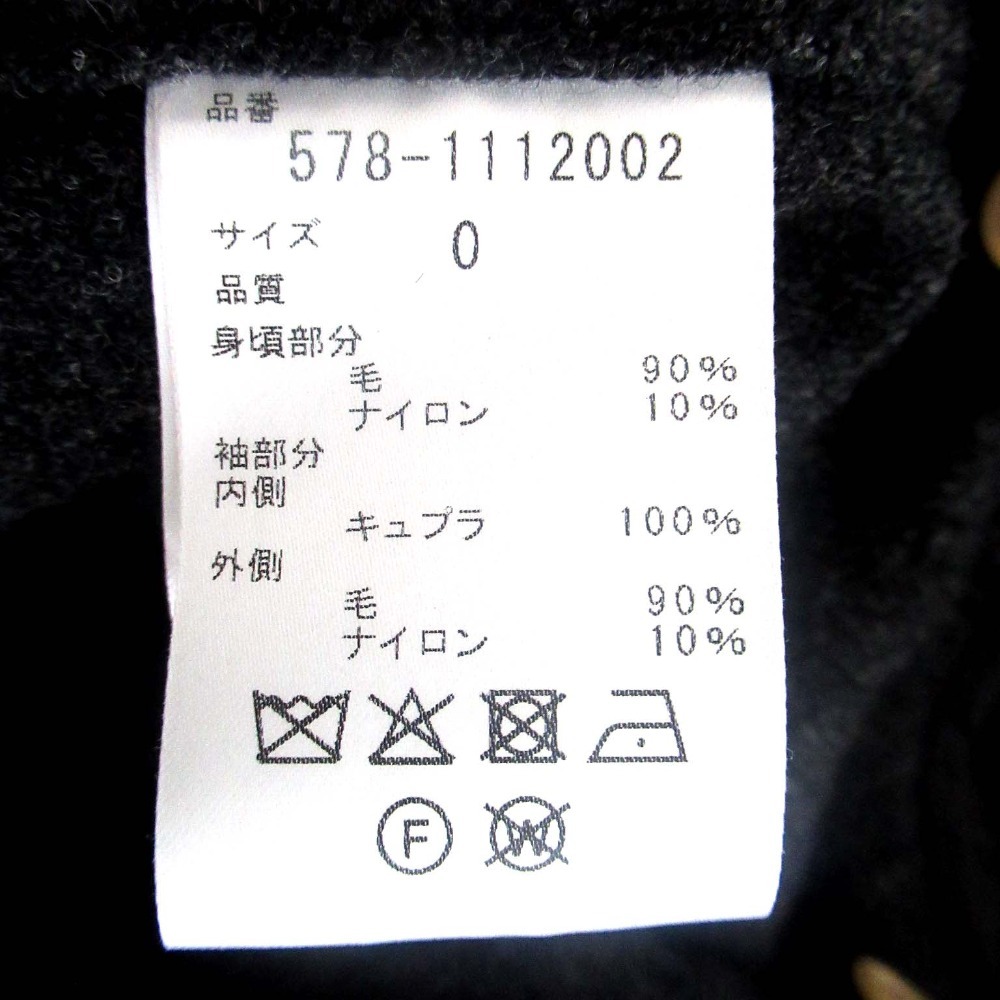 品番
578-1112002
サイズ 0
品質
身頃部分
毛 90%
ナイロン 10%
袖部分
内側
キュプラ 100%
外側
毛 90%
ナイロン 10%
F W